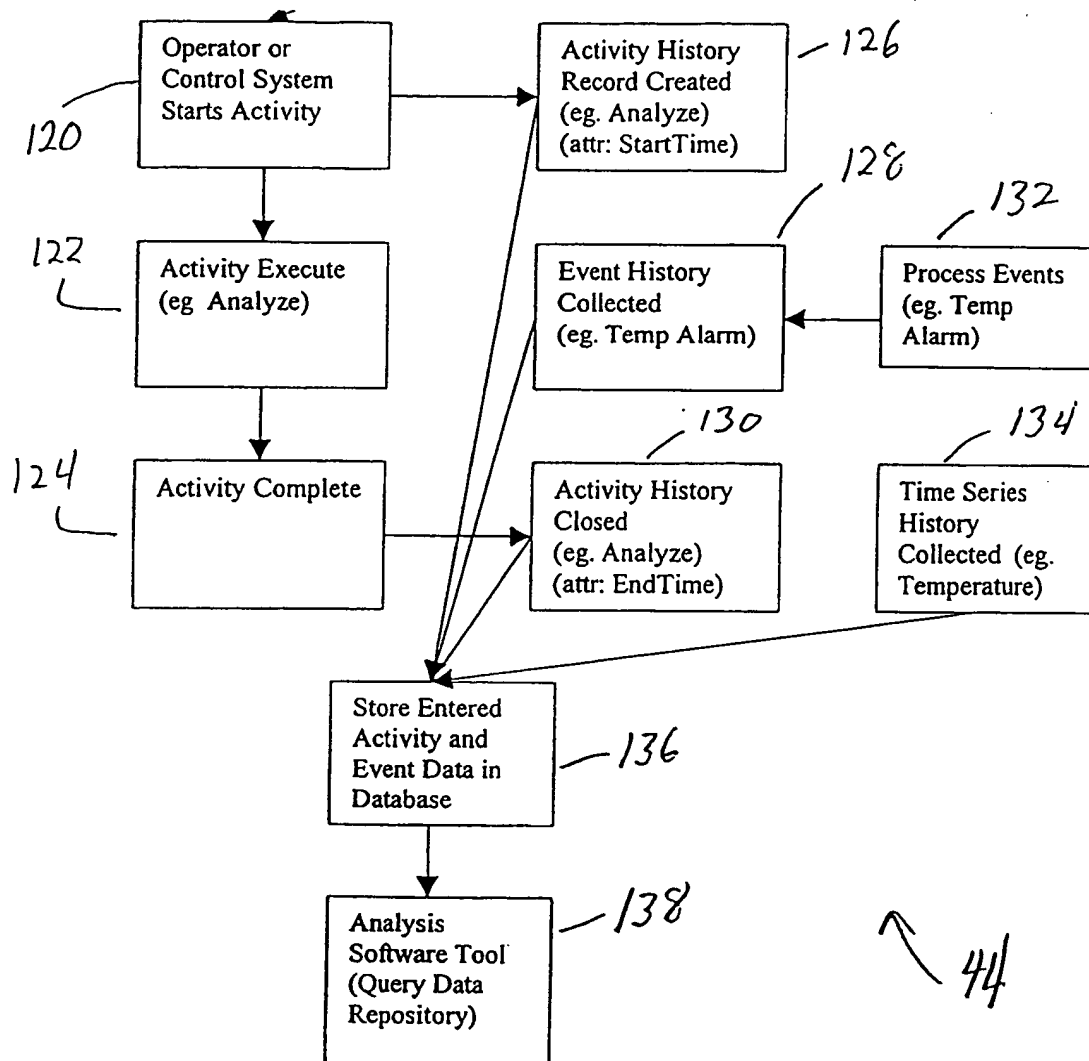 Operator or
Control System
Starts Activity
120
Activity History
Record Created
(eg. Analyze)
(attr: StartTime)
126
Activity Execute
(eg Analyze)
122
Event History
Collected
(eg. Temp Alarm)
128
Process Events
(eg. Temp
Alarm)
132
Activity Complete
124
Activity History
Closed
(eg. Analyze)
(attr: EndTime)
130
Time Series
History
Collected (eg.
Temperature)
134
Store Entered
Activity and
Event Data in
Database
136
Analysis
Software Tool
(Query Data
Repository)
138
44